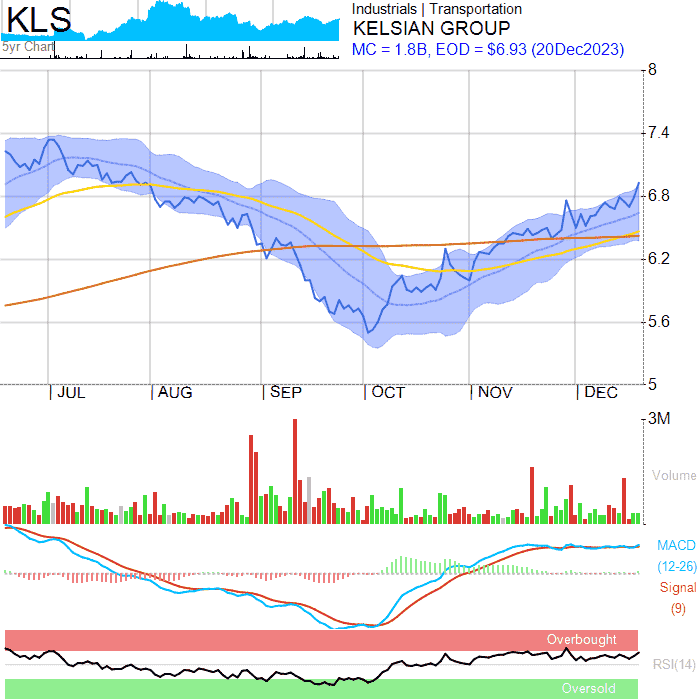 KLS
5yr Chart
Industrials | Transportation
KELSIAN GROUP
MC = 1.8B, EOD = $6.93 (20Dec2023)
8
7.4
6.8
6.2
5.6
5
JUL AUG SEP OCT NOV DEC
3M
Volume
MACD
(12-26)
Signal
(9)
Overbought
RSI(14)
Oversold